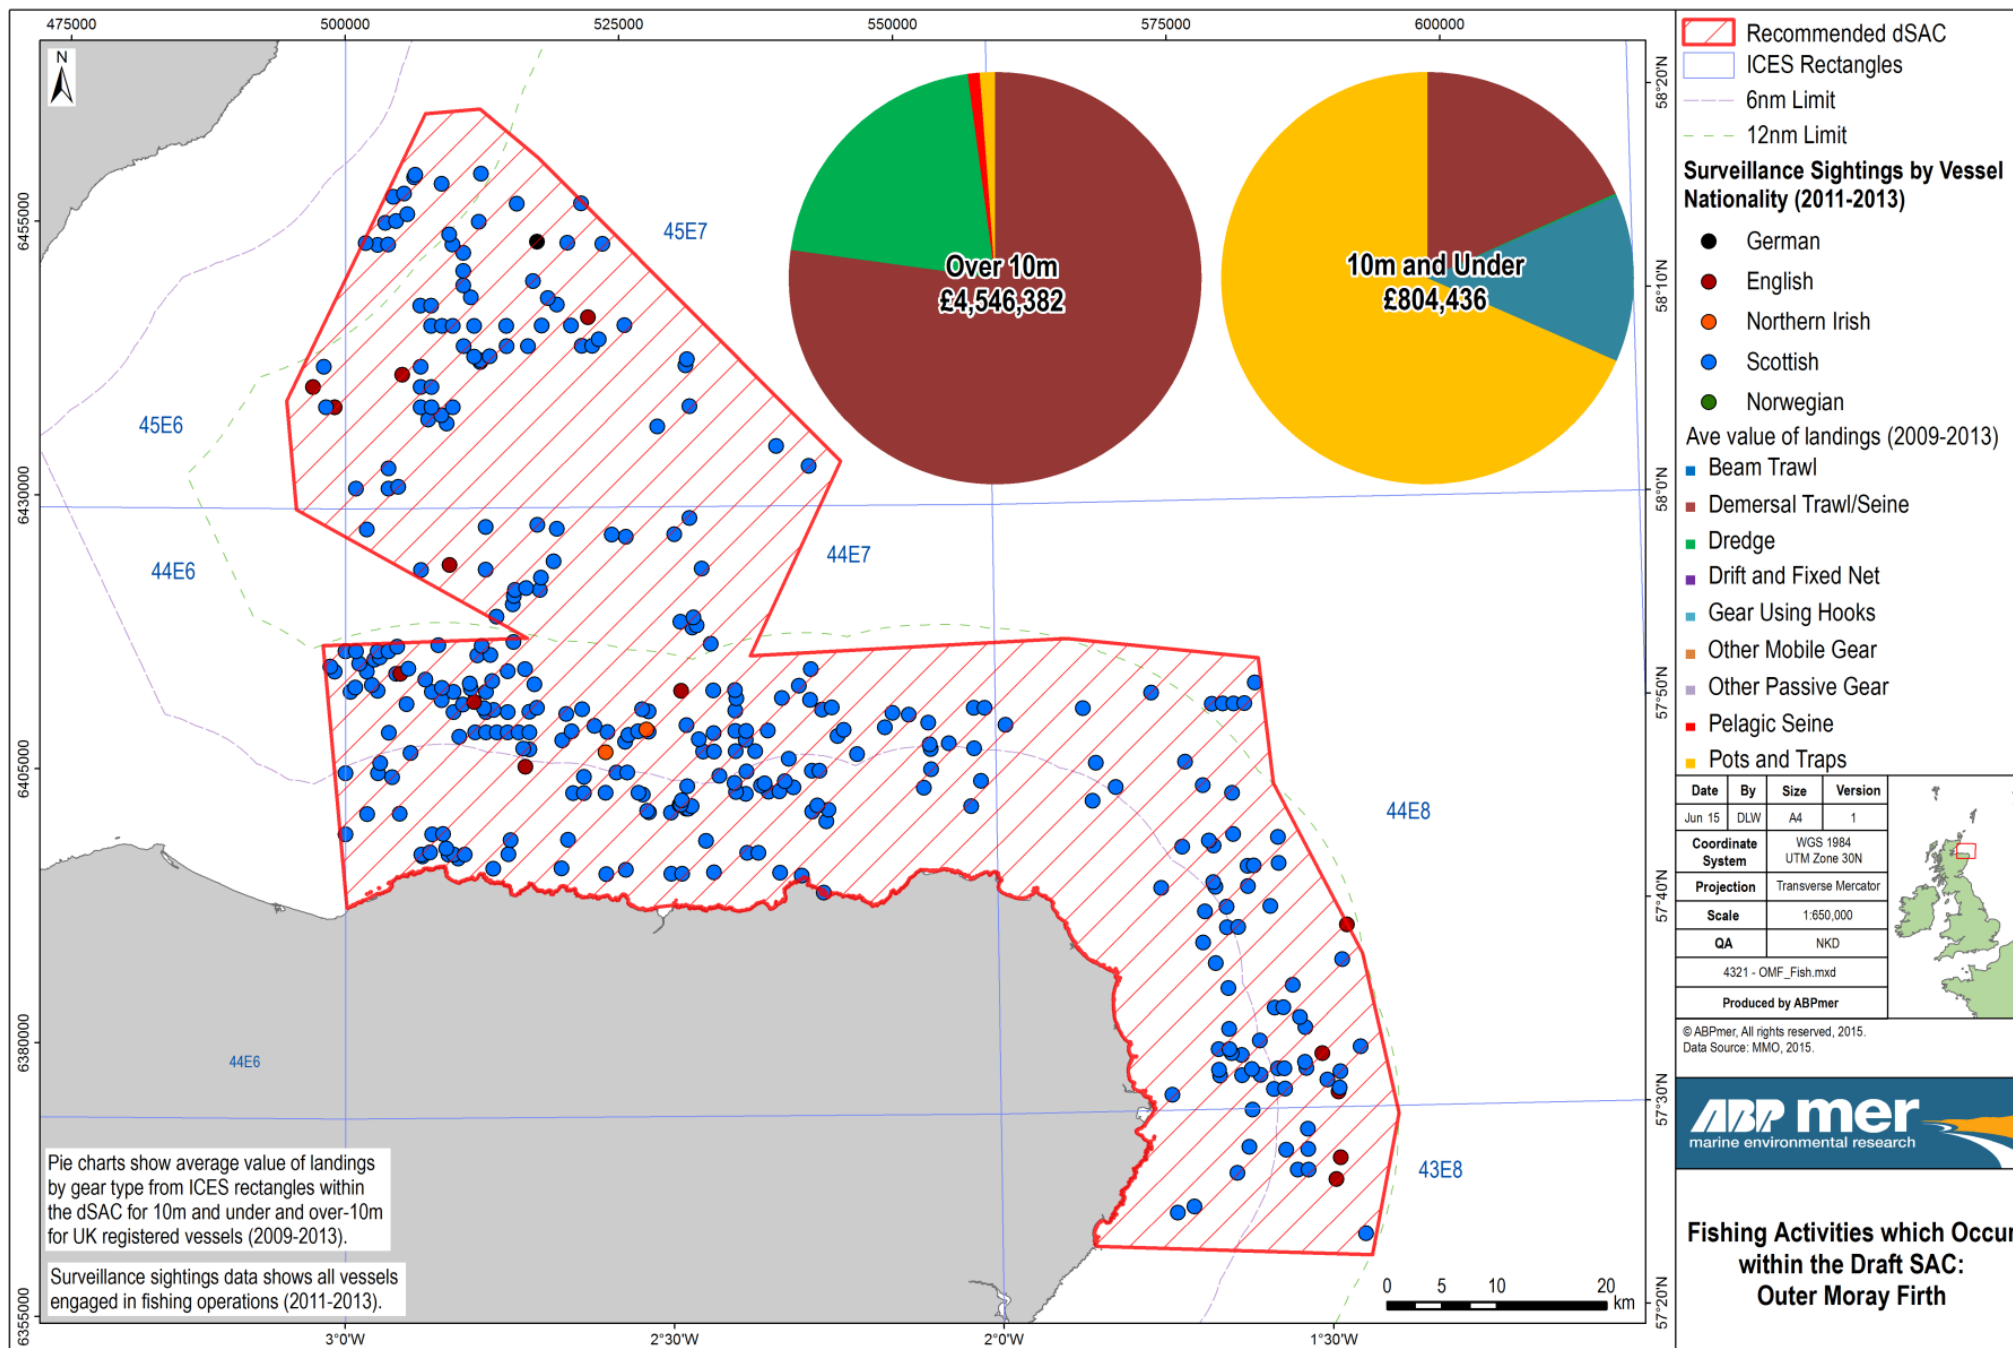 475000
500000
525000
550000
575000
600000
N
6455000
6430000
6405000
6380000
6355000
58°20'N
58°10'N
58°0'N
57°50'N
57°40'N
57°30'N
57°20'N
3°0'W
2°30'W
2°0'W
1°30'W
45E7
45E6
44E6
44E7
44E8
44E6
43E8
Over 10m
£4,546,382
10m and Under
£804,436
Pie charts show average value of landings
by gear type from ICES rectangles within
the dSAC for 10m and under and over-10m
for UK registered vessels (2009-2013).
Surveillance sightings data shows all vessels
engaged in fishing operations (2011-2013).
0 5 10 20
km
Recommended dSAC
ICES Rectangles
6nm Limit
12nm Limit
Surveillance Sightings by Vessel
Nationality (2011-2013)
German
English
Northern Irish
Scottish
Norwegian
Ave value of landings (2009-2013)
Beam Trawl
Demersal Trawl/Seine
Dredge
Drift and Fixed Net
Gear Using Hooks
Other Mobile Gear
Other Passive Gear
Pelagic Seine
Pots and Traps
Date By Size Version
Jun 15 DLW A4 1
Coordinate System WGS 1984 UTM Zone 30N
Projection Transverse Mercator
Scale 1:650,000
QA NKD
4321 - OMF_Fish.mxd
Produced by ABPmer
© ABPmer, All rights reserved, 2015.
Data Source: MMO, 2015.
ABPmer
marine environmental research
Fishing Activities which Occur
within the Draft SAC:
Outer Moray Firth